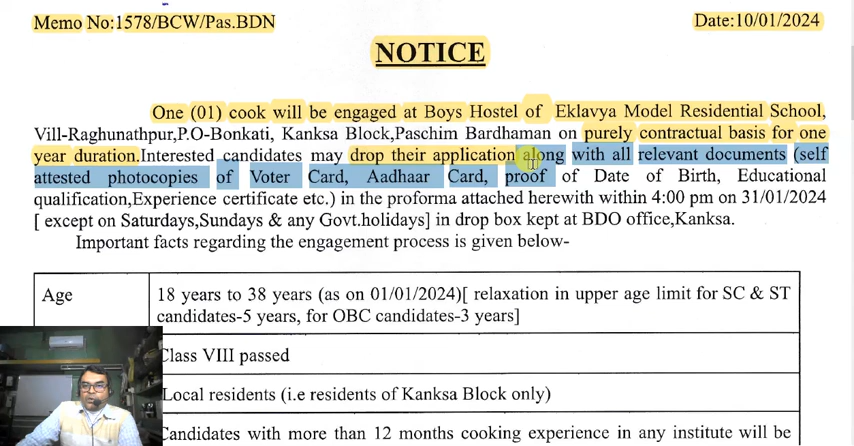 Memo No:1578/BCW/Pas.BDN
Date:10/01/2024
NOTICE
One (01) cook will be engaged at Boys Hostel of Eklavya Model Residential School,
Vill-Raghunathpur,P.O-Bonkati, Kanksa Block,Paschim Bardhaman on purely contractual basis for one
year duration.Interested candidates may drop their application along with all relevant documents (self
attested photocopies of Voter Card, Aadhaar Card, proof of Date of Birth, Educational
qualification,Experience certificate etc.) in the proforma attached herewith within 4:00 pm on 31/01/2024
[ except on Saturdays,Sundays & any Govt.holidays] in drop box kept at BDO office,Kanksa.
Important facts regarding the engagement process is given below-
Age
18 years to 38 years (as on 01/01/2024)[ relaxation in upper age limit for SC & ST
candidates-5 years, for OBC candidates-3 years]
Class VIII passed
Local residents (i.e residents of Kanksa Block only)
Candidates with more than 12 months cooking experience in any institute will be